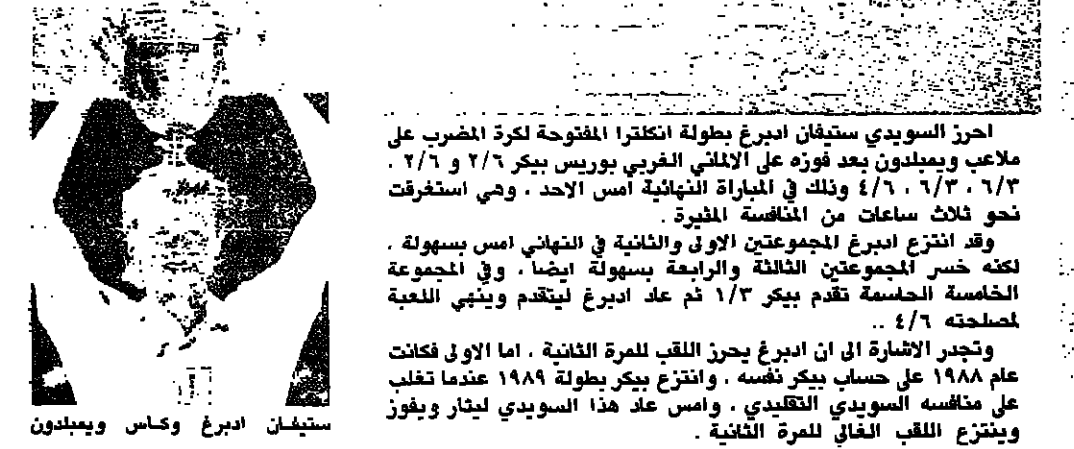 احرز السويدي ستيفان ادبرغ بطولة انكلترا المفتوحة لكرة المضرب على
ملاعب ويمبلدون بعد فوزه على الالماني الغربي بوريس بيكر ٢/٦ و ٢/٦ ،
٦/٣ ، ٦/٣ ، ٤/٦ وذلك في المباراة النهائية امس الاحد ، وهي استغرقت
نحو ثلاث ساعات من المنافسة المثيرة .
وقد انتزع ادبرغ المجموعتين الاولى والثانية في النهائي امس بسهولة ،
لكنه خسر المجموعتين الثالثة والرابعة بسهولة ايضا ، وفي المجموعة
الخامسة الحاسمة تقدم بيكر ١/٣ ثم عاد ادبرغ ليتقدم وينهي اللعبة
لمصلحته ٤/٦ ..
وتجدر الاشارة الى ان ادبرغ يحرز اللقب للمرة الثانية ، اما الاولى فكانت
عام ١٩٨٨ على حساب بيكر نفسه ، وانتزع بيكر بطولة ١٩٨٩ عندما تغلب
على منافسه السويدي التقليدي ، وامس عاد هذا السويدي ليثار ويفوز
وينتزع اللقب الغالي للمرة الثانية .
ستيفان ادبرغ وكاس ويمبلدون